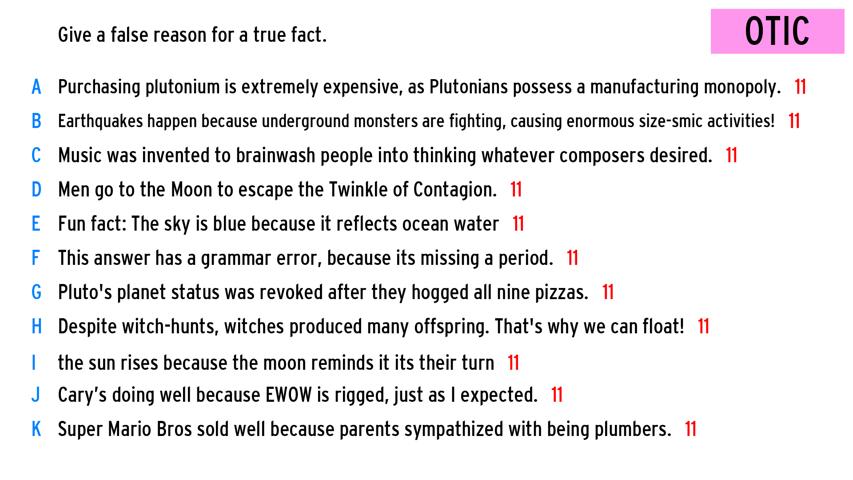 Give a false reason for a true fact.
OTIC
A Purchasing plutonium is extremely expensive, as Plutonians possess a manufacturing monopoly. 11
B Earthquakes happen because underground monsters are fighting, causing enormous size-smic activities! 11
C Music was invented to brainwash people into thinking whatever composers desired. 11
D Men go to the Moon to escape the Twinkle of Contagion. 11
E Fun fact: The sky is blue because it reflects ocean water 11
F This answer has a grammar error, because its missing a period. 11
G Pluto's planet status was revoked after they hogged all nine pizzas. 11
H Despite witch-hunts, witches produced many offspring. That's why we can float! 11
I the sun rises because the moon reminds it its their turn 11
J Cary’s doing well because EWOW is rigged, just as I expected. 11
K Super Mario Bros sold well because parents sympathized with being plumbers. 11